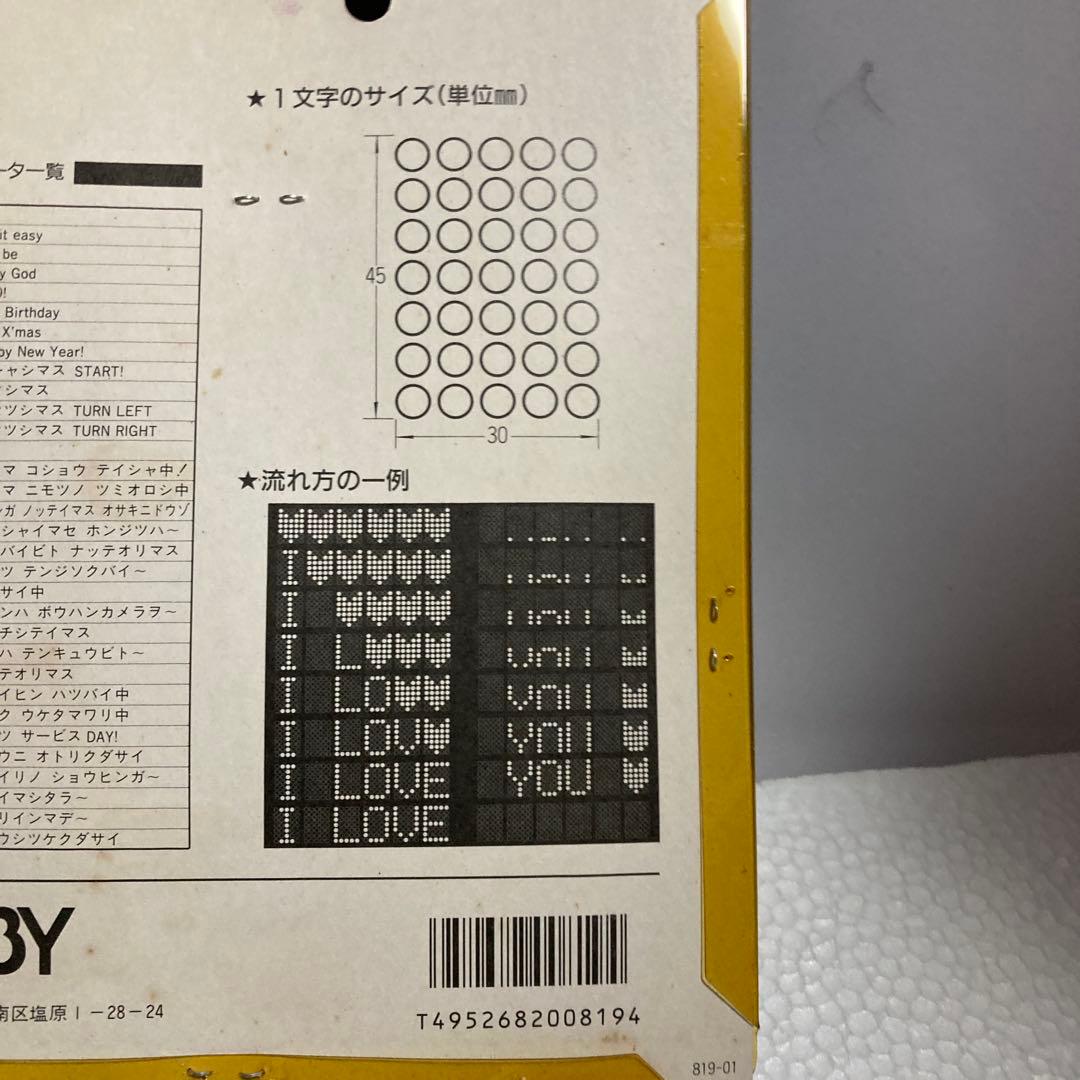 ★1文字のサイズ(単位㎜)
ータ一覧
it easy
be
y God
Birthday
X'mas
py New Year!
45
シマス START!
シマス
ツシマス TURN LEFT
ツシマス TURN RIGHT
30
マ コショウ テイシャ中!
マ ニモツノ ツミオロシ中
ガ ノッテイマス オサキニドウゾ
シャイマセ ホンジツハ～
バイビト ナッテオリマス
ツ テンジソクバイ～
サイ中
ンハ ボウハンカメラヲ～
チシテイマス
ハ テンキュウビト～
テオリマス
イヒン ハツバイ中
ク ウケタマワリ中
ツ サービスDAY!
ウニ オトリクダサイ
イリノ ショウヒンガ～
イマシタラ～
リインマデ～
ウシツケクダサイ
★流れ方の一例
♥♥♥♥♥♥
I♥♥♥♥♥
I ♥♥♥♥
I L♥♥♥
I LO♥♥
I LOV♥ YOU ♥
I LOVE YOU ♥
I LOVE
BY
南区塩原1－28－24
T4952682008194
819-01